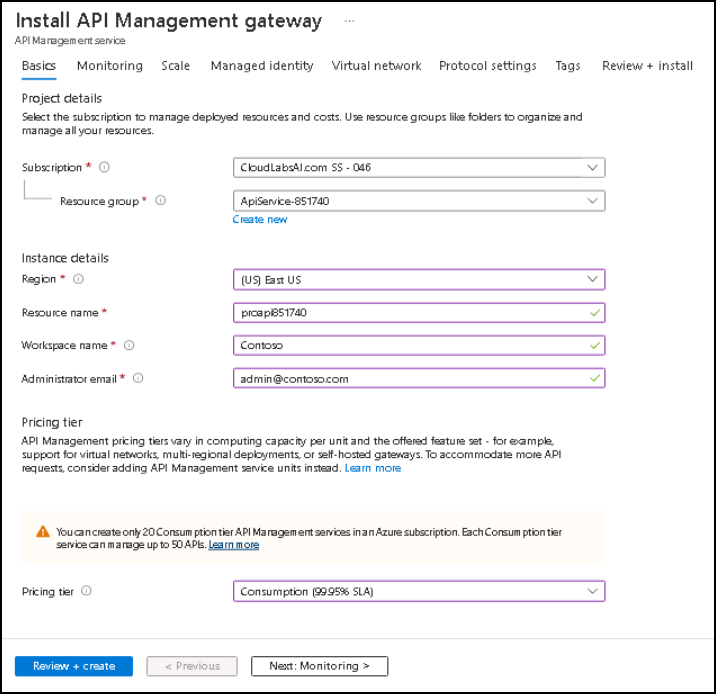 Install API Management gateway ...
API Management service
Basics Monitoring Scale Managed identity Virtual network Protocol settings Tags Review + install
Project details
Select the subscription to manage deployed resources and costs. Use resource groups like folders to organize and
manage all your resources.
Subscription * CloudLabsAI.com SS - 046
Resource group * ApiService-851740
Create new
Instance details
Region * (US) East US
Resource name * proapi851740
Workspace name * Contoso
Administrator email * admin@contoso.com
Pricing tier
API Management pricing tiers vary in computing capacity per unit and the offered feature set - for example,
support for virtual networks, multi-regional deployments, or self-hosted gateways. To accommodate more API
requests, consider adding API Management service units instead. Learn more
You can create only 20 Consumption tier API Management services in an Azure subscription. Each Consumption tier
service can manage up to 50 APIs. Learn more
Pricing tier Consumption (99.95% SLA)
Review + create < Previous Next: Monitoring >